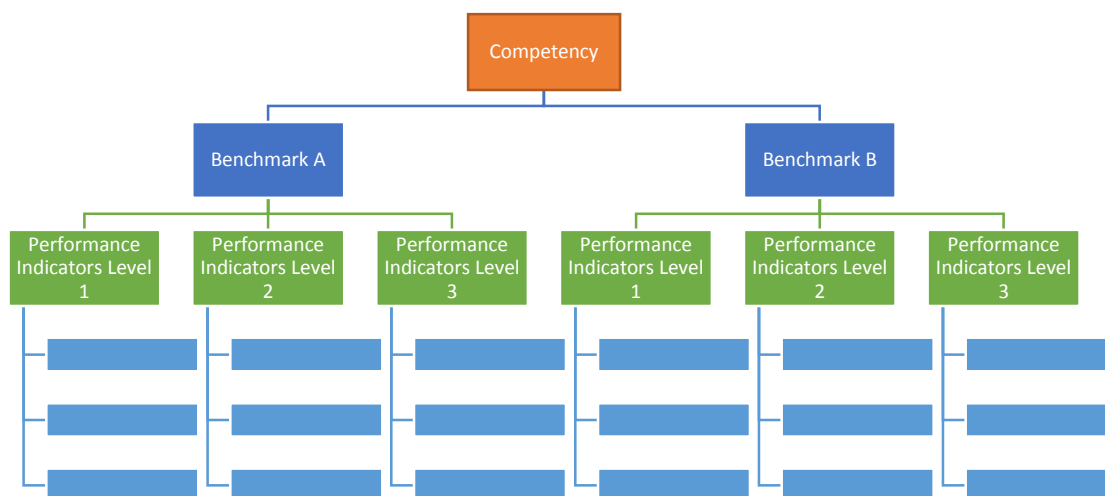 Competency
Benchmark A
Benchmark B
Performance
Indicators Level
1
Performance
Indicators Level
2
Performance
Indicators Level
3
Performance
Indicators Level
1
Performance
Indicators Level
2
Performance
Indicators Level
3